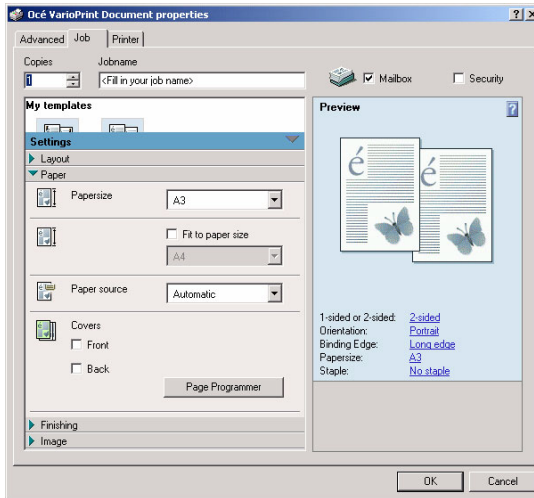 Océ VarioPrint Document properties
Advanced Job Printer
Copies Jobname
1 <Fill in your job name> Mailbox Security
My templates
Settings
Layout
Paper
Papersize A3
Fit to paper size
A4
Paper source Automatic
Covers
Front
Back
Page Programmer
Finishing
Image
Preview ?
é é
1-sided or 2-sided: 2-sided
Orientation: Portrait
Binding Edge: Long edge
Papersize: A3
Staple: No staple
OK Cancel